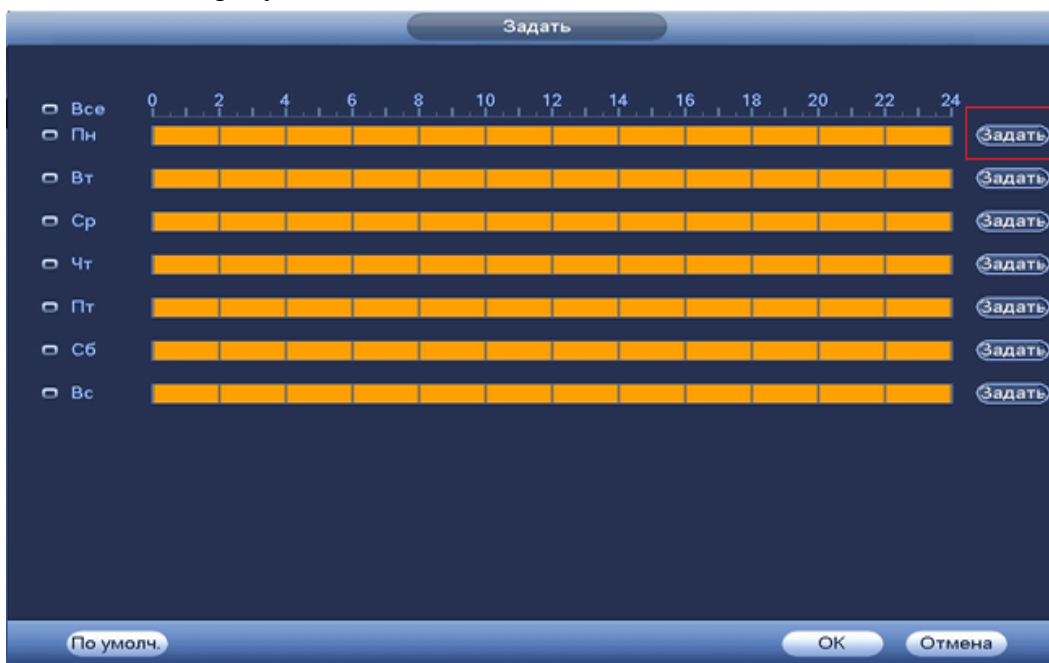 Задать
0 2 4 6 8 10 12 14 16 18 20 22 24
Все
Пн Задать
Вт Задать
Ср Задать
Чт Задать
Пт Задать
Сб Задать
Вс Задать
По умолч. OK Отмена